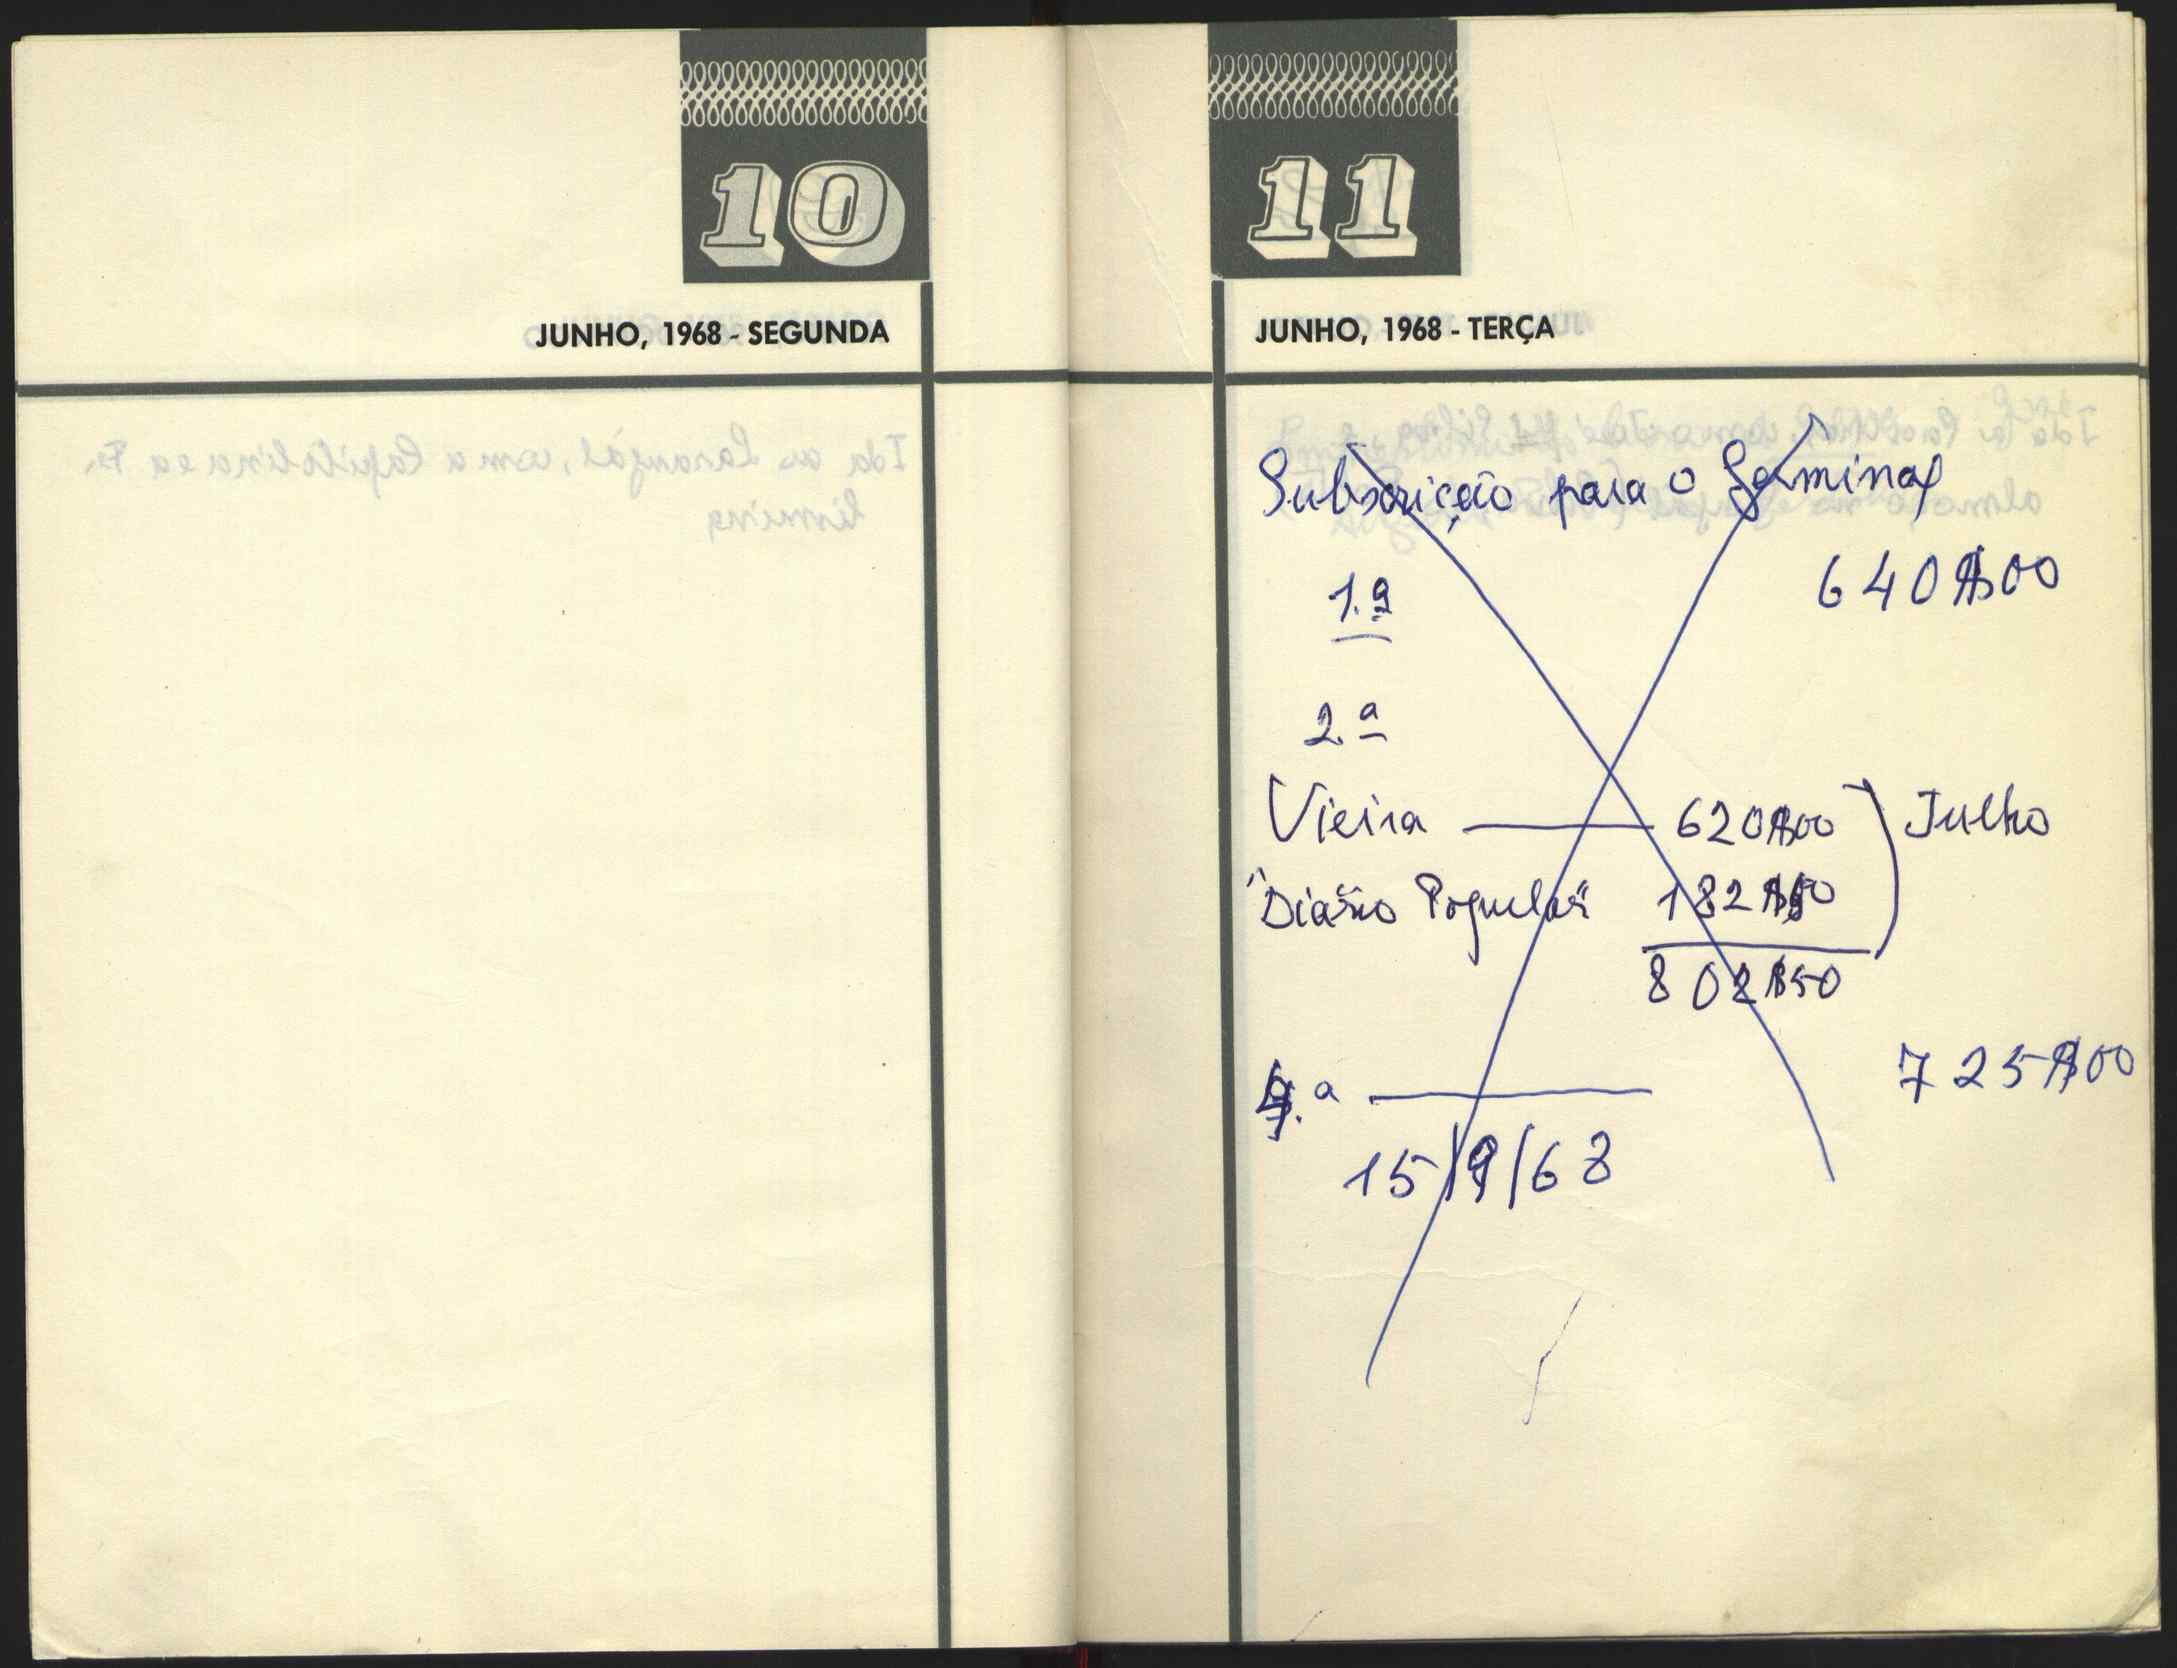 10
JUNHO, 1968 - SEGUNDA
11
JUNHO, 1968 - TERÇA
Subscrição para o Germinal
640$00
1.ª
2.ª
Vieira — 620$00 Julho
"Diário Popular" 182$50
802$50
4.ª — 725$00
15/9/68